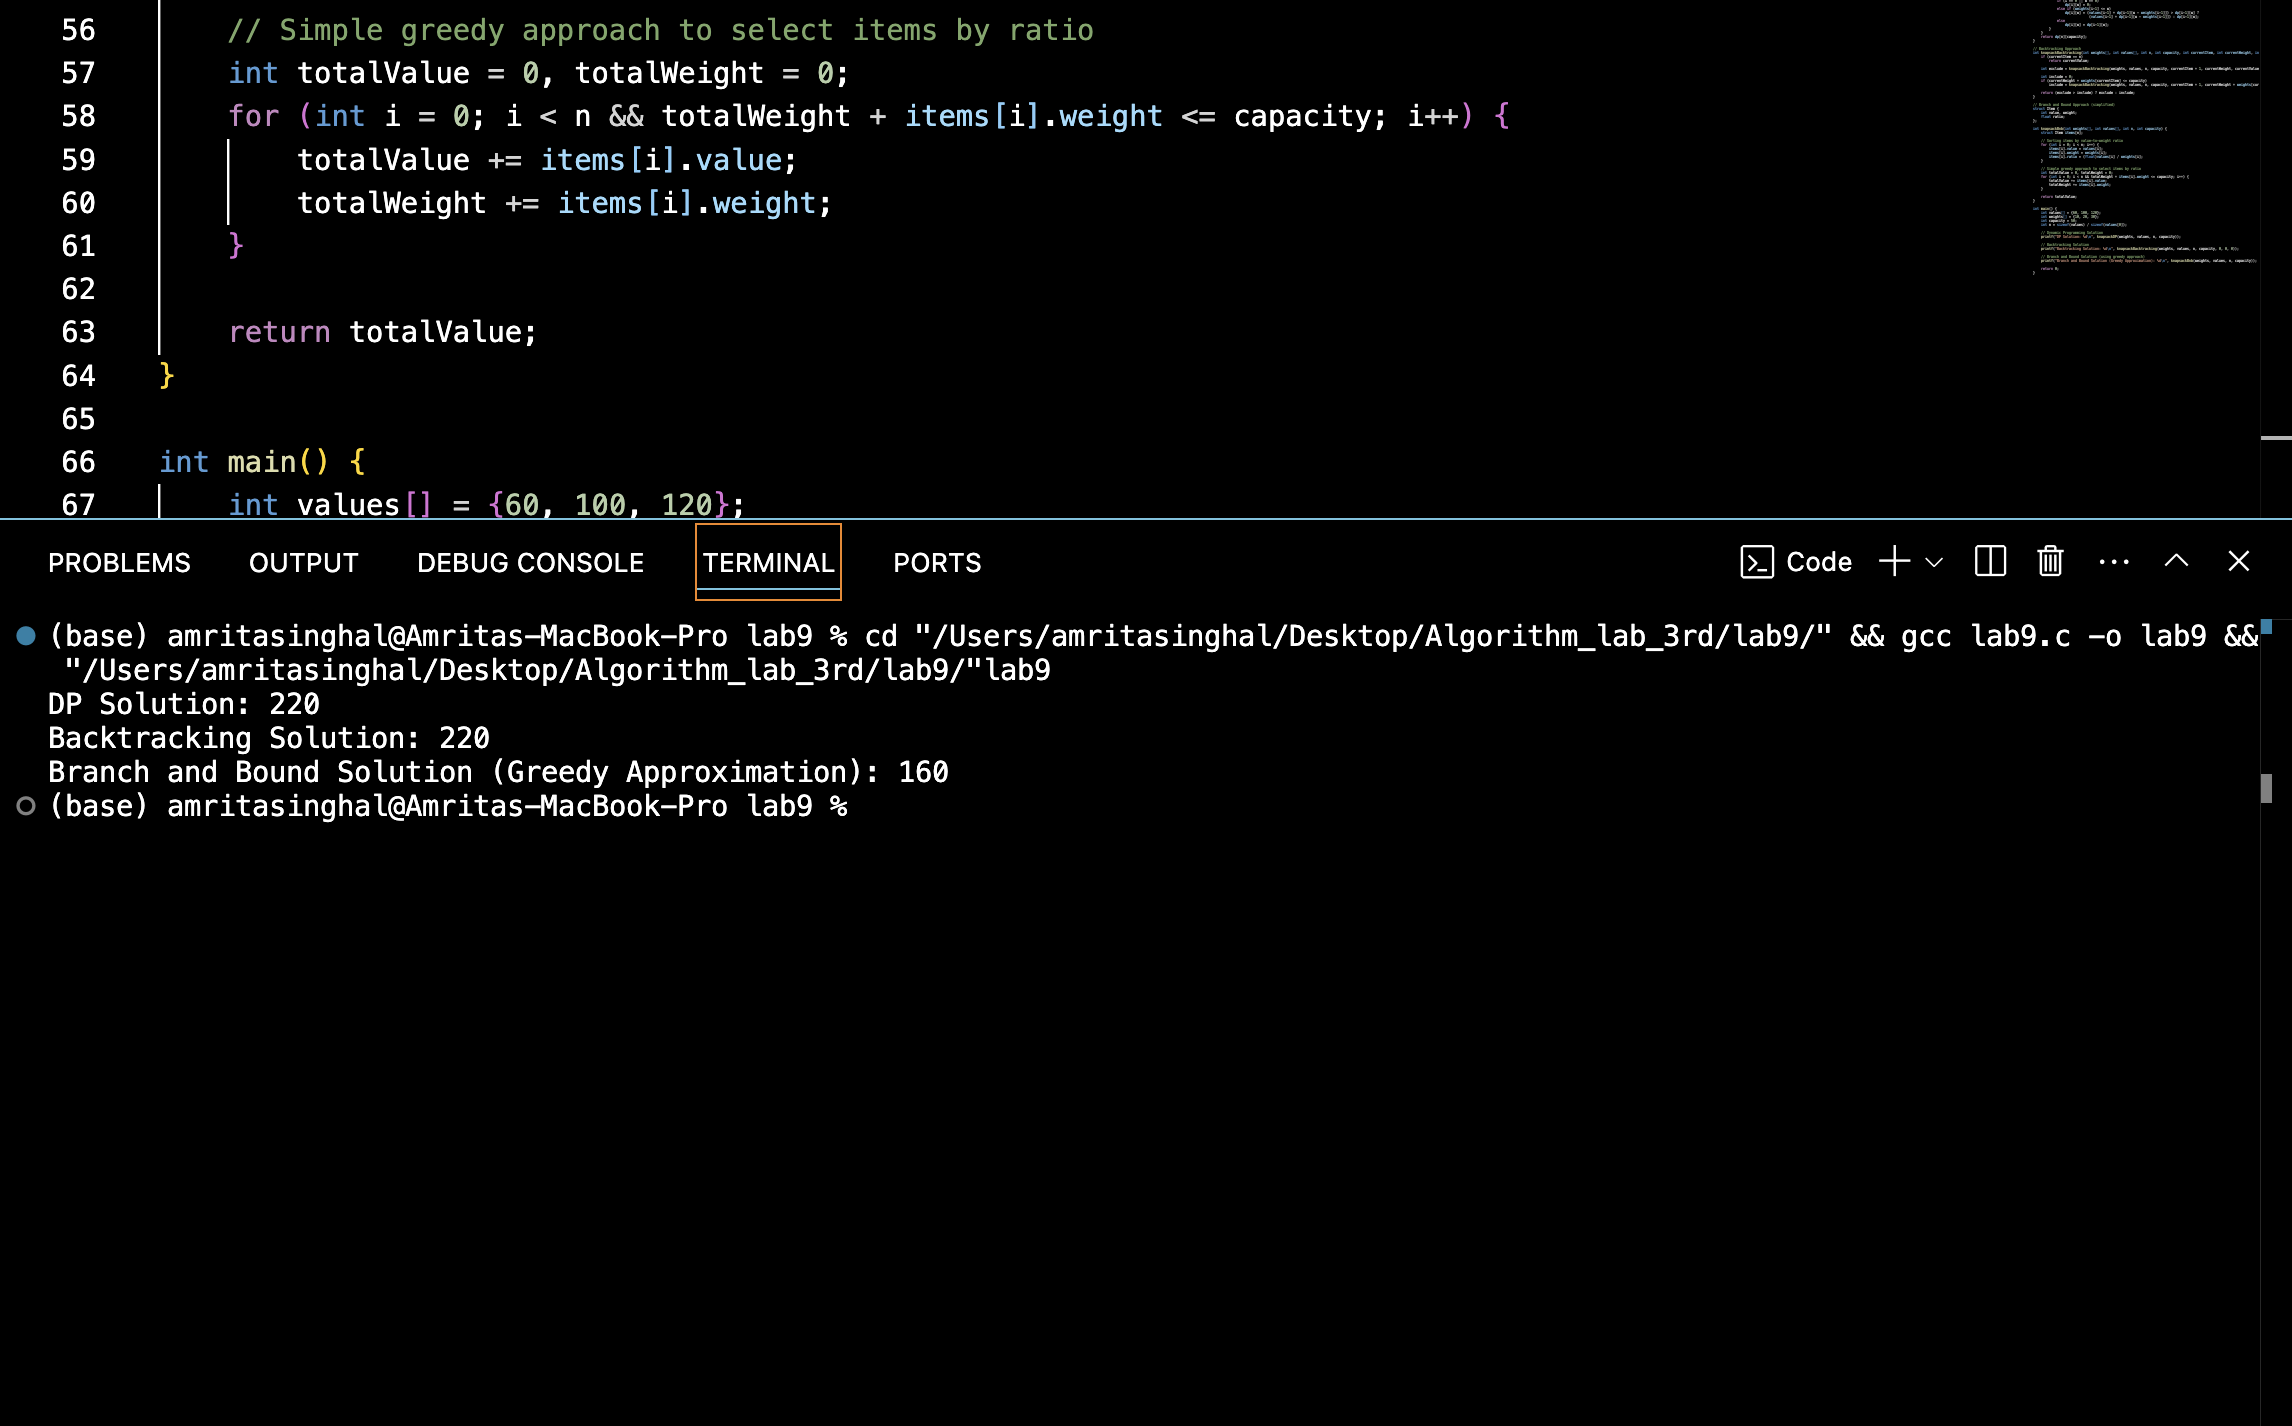 56 // Simple greedy approach to select items by ratio
57 int totalValue = 0, totalWeight = 0;
58 for (int i = 0; i < n && totalWeight + items[i].weight <= capacity; i++) {
59 totalValue += items[i].value;
60 totalWeight += items[i].weight;
61 }
62
63 return totalValue;
64 }
65
66 int main() {
67 int values[] = {60, 100, 120};
PROBLEMS OUTPUT DEBUG CONSOLE TERMINAL PORTS Code
(base) amritasinghal@Amritas-MacBook-Pro lab9 % cd "/Users/amritasinghal/Desktop/Algorithm_lab_3rd/lab9/" && gcc lab9.c -o lab9 &&
"/Users/amritasinghal/Desktop/Algorithm_lab_3rd/lab9/"lab9
DP Solution: 220
Backtracking Solution: 220
Branch and Bound Solution (Greedy Approximation): 160
(base) amritasinghal@Amritas-MacBook-Pro lab9 %